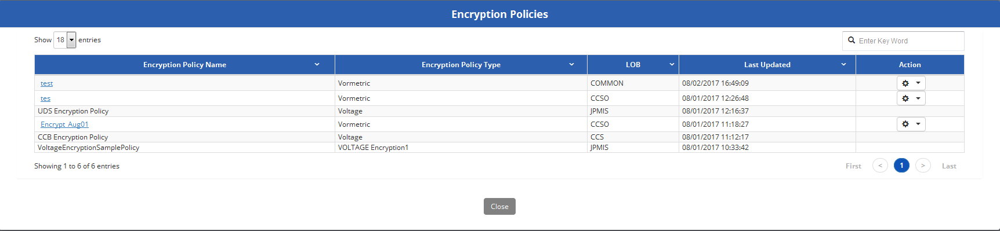 Encryption Policies
Show 18 entries
Enter Key Word
Encryption Policy Name Encryption Policy Type LOB Last Updated Action
test Vormetric COMMON 08/02/2017 16:49:09
tes Vormetric CCSO 08/01/2017 12:26:48
UDS Encryption Policy Voltage JPMIS 08/01/2017 12:16:37
Encrypt_Aug01 Vormetric CCSO 08/01/2017 11:18:27
CCB Encryption Policy Voltage CCS 08/01/2017 11:12:17
VoltageEncryptionSamplePolicy VOLTAGE Encryption1 JPMIS 08/01/2017 10:33:42
Showing 1 to 6 of 6 entries
First < 1 > Last
Close